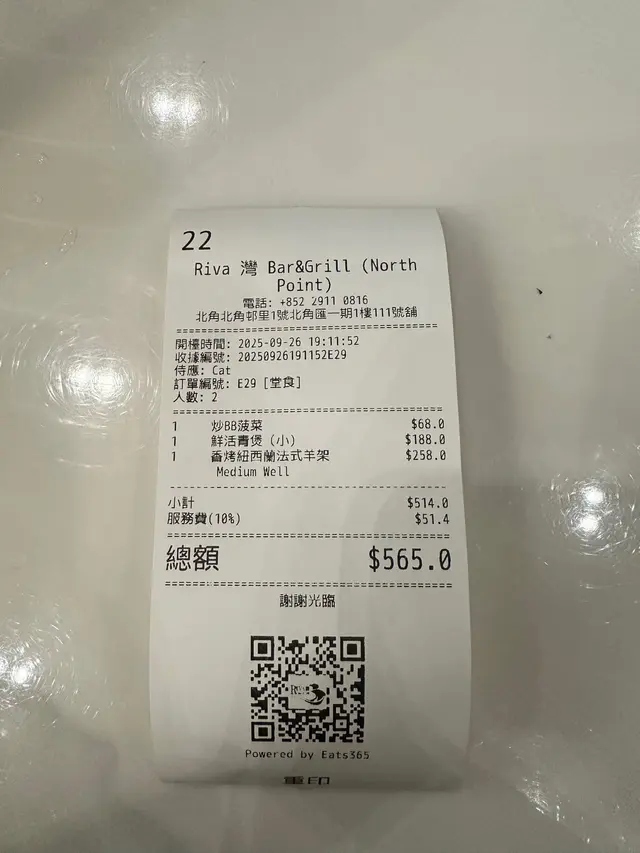 22
Riva 灣 Bar&Grill (North
Point)
電話: +852 2911 0816
北角北角邨里1號北角匯一期1樓111號舖
開檯時間: 2025-09-26 19:11:52
收據編號: 20250926191152E29
侍應: Cat
訂單編號: E29 [堂食]
人數: 2
1 炒BB菠菜 $68.0
1 鮮活青煲 (小) $188.0
1 香烤紐西蘭法式羊架 $258.0
Medium Well
小計 $514.0
服務費(10%) $51.4
總額 $565.0
謝謝光臨
Powered by Eats365
重印